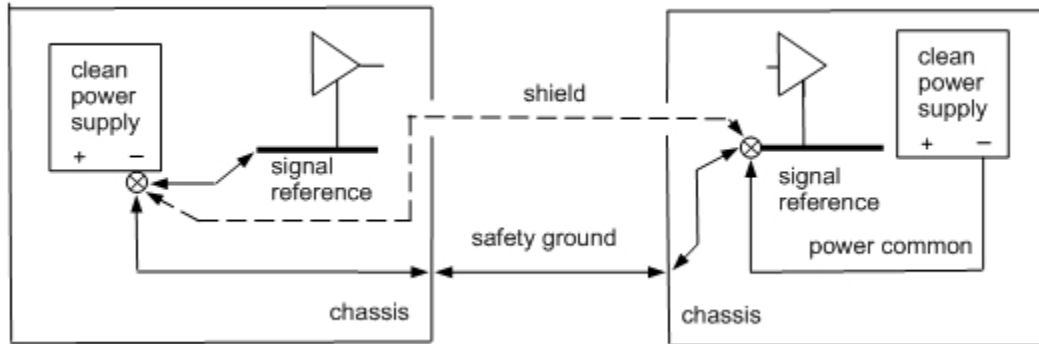 clean
power
supply
+ −
signal
reference
chassis
shield
safety ground
clean
power
supply
+ −
signal
reference
power common
chassis